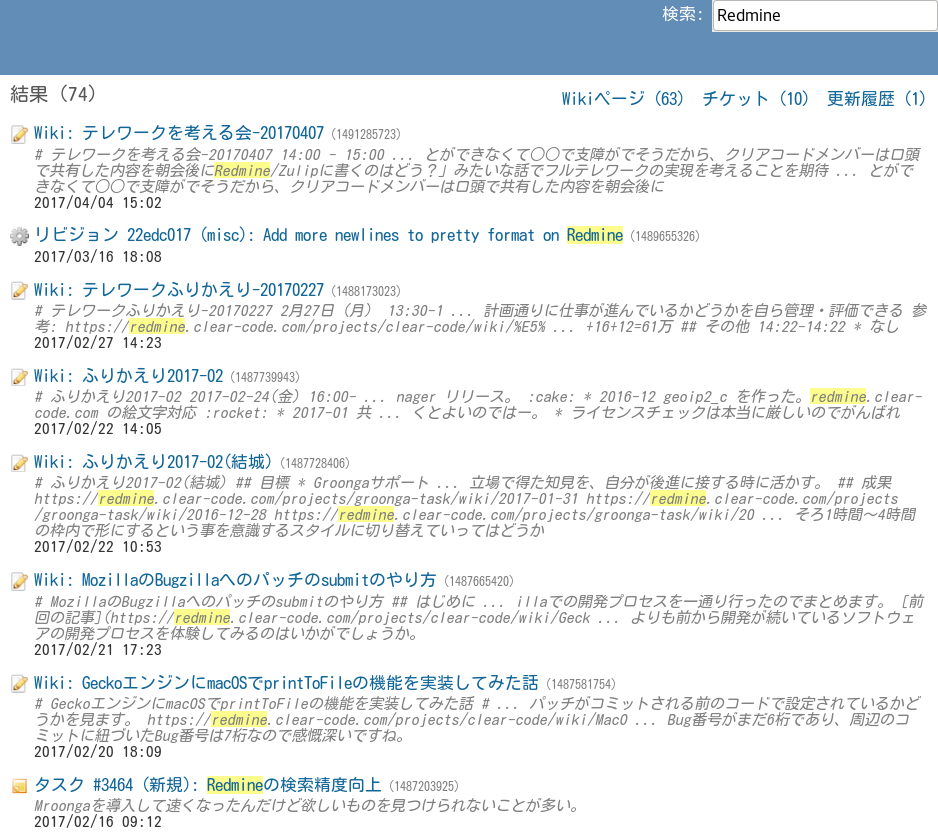 検索: Redmine
結果 (74)
Wikiページ (63) チケット (10) 更新履歴 (1)
Wiki: テレワークを考える会-20170407 (1491285723)
# テレワークを考える会-20170407 14:00 - 15:00 ... とができなくて〇〇で支障がでそうだから、クリアコードメンバーは口頭
で共有した内容を朝会後にRedmine/Zulipに書くのはどう？」みたいな話でフルテレワークの実現を考えることを期待 ... とがで
きなくて〇〇で支障がでそうだから、クリアコードメンバーは口頭で共有した内容を朝会後に
2017/04/04 15:02
リビジョン 22edc017 (misc): Add more newlines to pretty format on Redmine (1489655326)
2017/03/16 18:08
Wiki: テレワークふりかえり-20170227 (1488173023)
# テレワークふりかえり-20170227 2月27日（月） 13:30-1 ... 計画通りに仕事が進んでいるかどうかを自ら管理・評価できる 参
考: https://redmine.clear-code.com/projects/clear-code/wiki/%E5% ... +16+12=61万 ## その他 14:22-14:22 * なし
2017/02/27 14:23
Wiki: ふりかえり2017-02 (1487739943)
# ふりかえり2017-02 2017-02-24(金) 16:00- ... nager リリース。 :cake: * 2016-12 geoip2_c を作った。redmine.clear-
code.com の絵文字対応 :rocket: * 2017-01 共 ... くとよいのではー。 * ライセンスチェックは本当に厳しいのでがんばれ
2017/02/22 14:05
Wiki: ふりかえり2017-02(結城) (1487728406)
# ふりかえり2017-02(結城) ## 目標 * Groongaサポート ... 立場で得た知見を、自分が後進に接する時に活かす。 ## 成果
https://redmine.clear-code.com/projects/groonga-task/wiki/2017-01-31 https://redmine.clear-code.com/projects
/groonga-task/wiki/2016-12-28 https://redmine.clear-code.com/projects/groonga-task/wiki/20 ... そろ1時間～4時間
の枠内で形にするという事を意識するスタイルに切り替えていってはどうか
2017/02/22 10:53
Wiki: MozillaのBugzillaへのパッチのsubmitのやり方 (1487665420)
# MozillaのBugzillaへのパッチのsubmitのやり方 ## はじめに ... illaでの開発プロセスを一通り行ったのでまとめます。 [前
回の記事](https://redmine.clear-code.com/projects/clear-code/wiki/Geck ... よりも前から開発が続いているソフトウェ
アの開発プロセスを体験してみるのはいかがでしょうか。
2017/02/21 17:23
Wiki: GeckoエンジンにmacOSでprintToFileの機能を実装してみた話 (1487581754)
# GeckoエンジンにmacOSでprintToFileの機能を実装してみた話 # ... パッチがコミットされる前のコードで設定されているかど
うかを見ます。 https://redmine.clear-code.com/projects/clear-code/wiki/MacO ... Bug番号がまだ6桁であり、周辺のコ
ミットに紐づいたBug番号は7桁なので感慨深いですね。
2017/02/20 18:09
タスク #3464 (新規): Redmineの検索精度向上 (1487203925)
Mroongaを導入して速くなったんだけど欲しいものを見つけられないことが多い。
2017/02/16 09:12